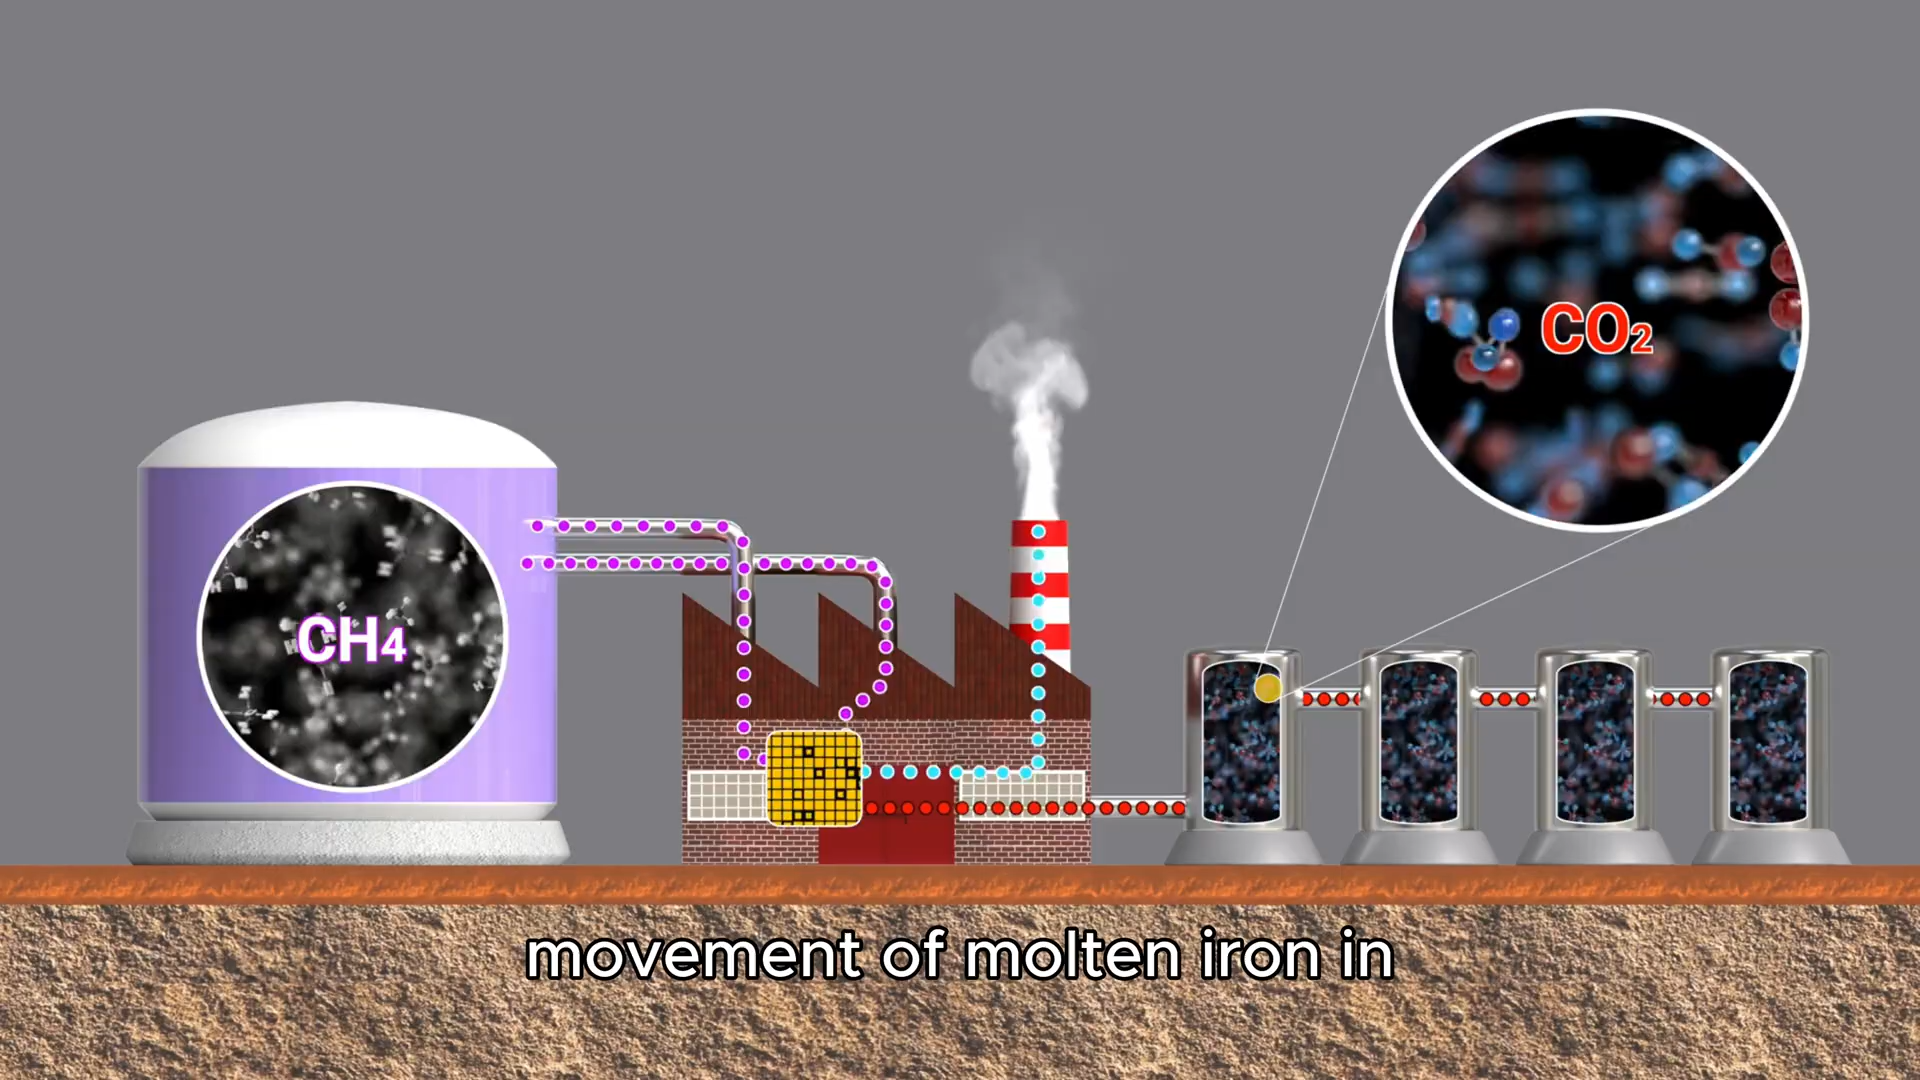 CO₂
CH4
movement of molten iron in